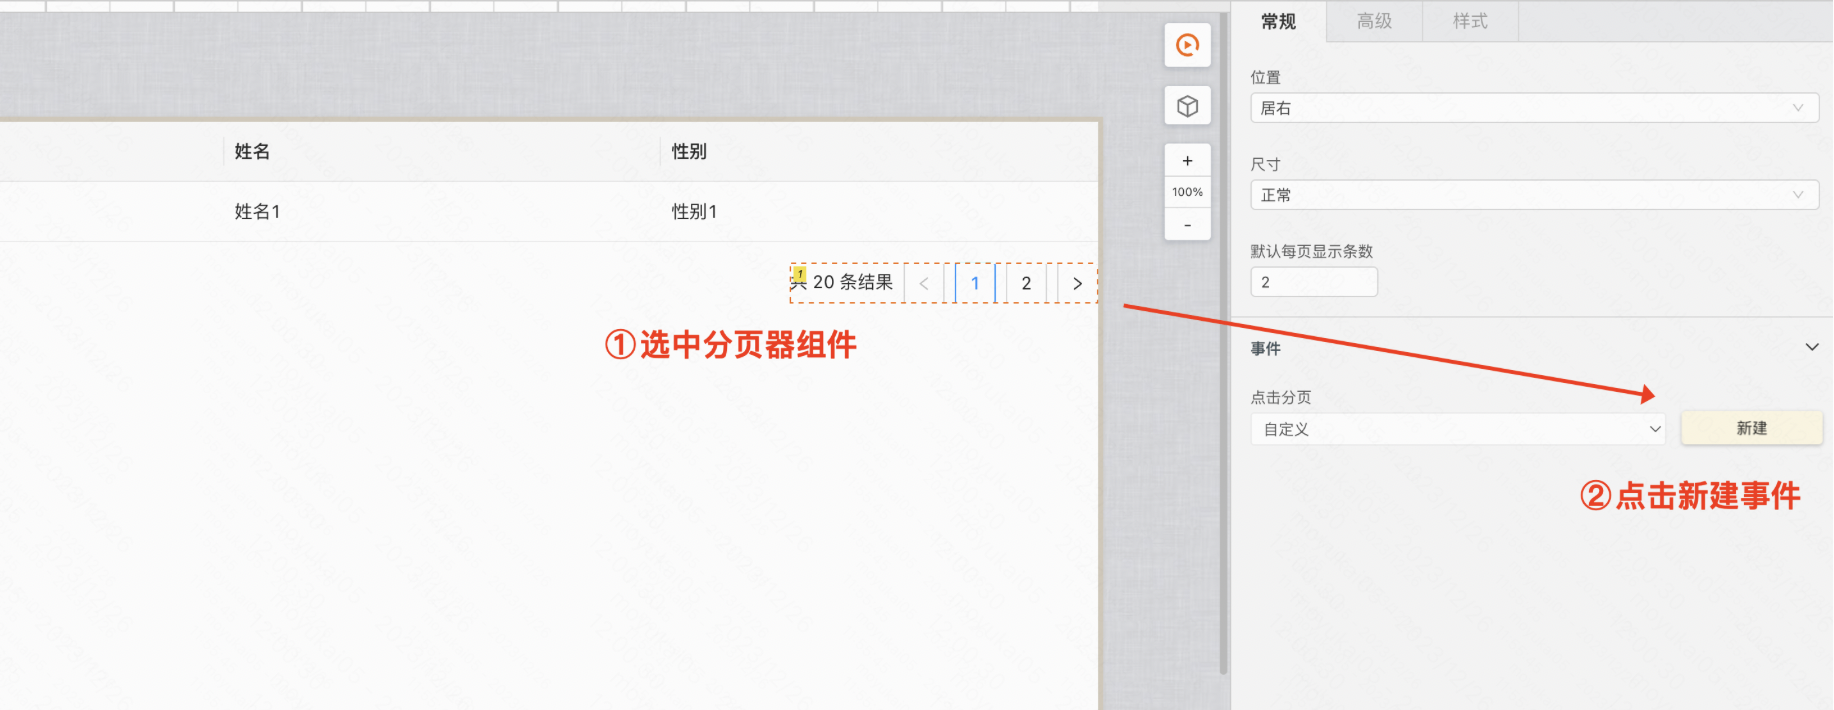 常规 高级 样式
位置
居右
姓名 性别
尺寸
+
100%
-
正常
姓名1 性别1
默认每页显示条数
2
1
共 20 条结果 < 1 2 >
①选中分页器组件
事件
点击分页
自定义 新建
②点击新建事件